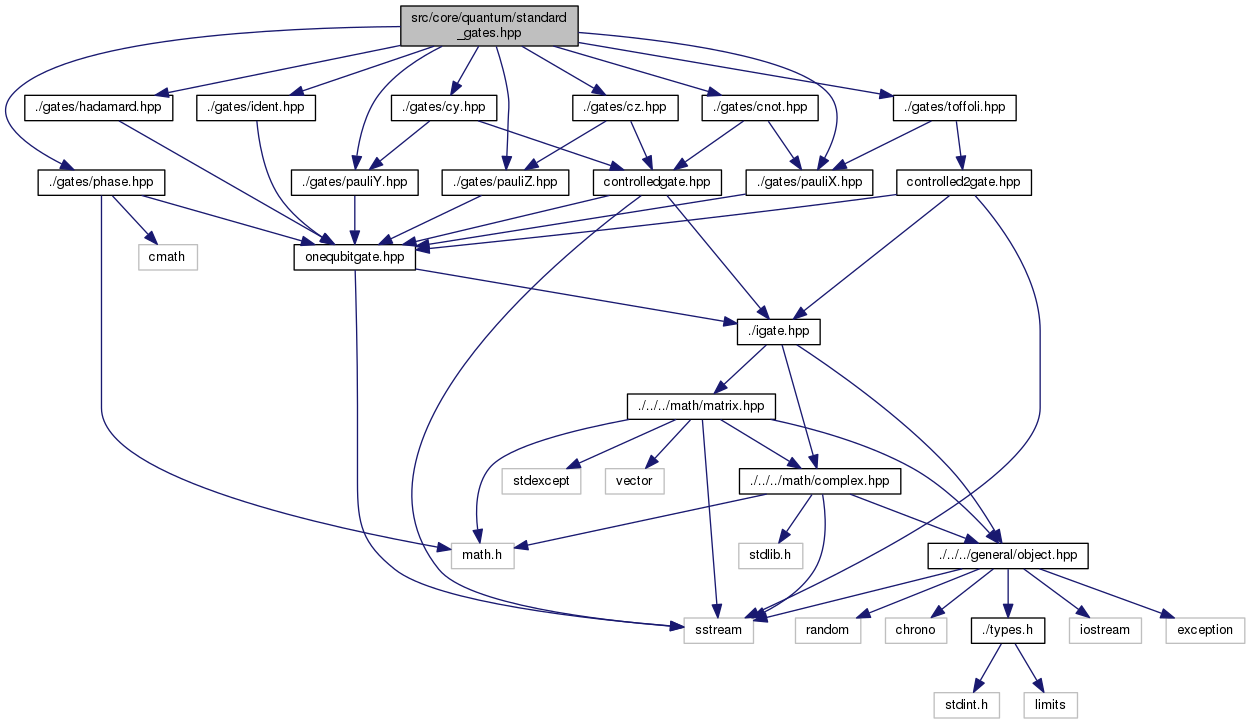 src/core/quantum/standard
_gates.hpp
./gates/hadamard.hpp
./gates/ident.hpp
./gates/cy.hpp
./gates/cz.hpp
./gates/cnot.hpp
./gates/toffoli.hpp
./gates/phase.hpp
./gates/pauliY.hpp
./gates/pauliZ.hpp
controlledgate.hpp
./gates/pauliX.hpp
controlled2gate.hpp
cmath
onequbitgate.hpp
./igate.hpp
./../../math/matrix.hpp
stdexcept
vector
./../../math/complex.hpp
math.h
stdlib.h
./../../general/object.hpp
sstream
random
chrono
./types.h
iostream
exception
stdint.h
limits